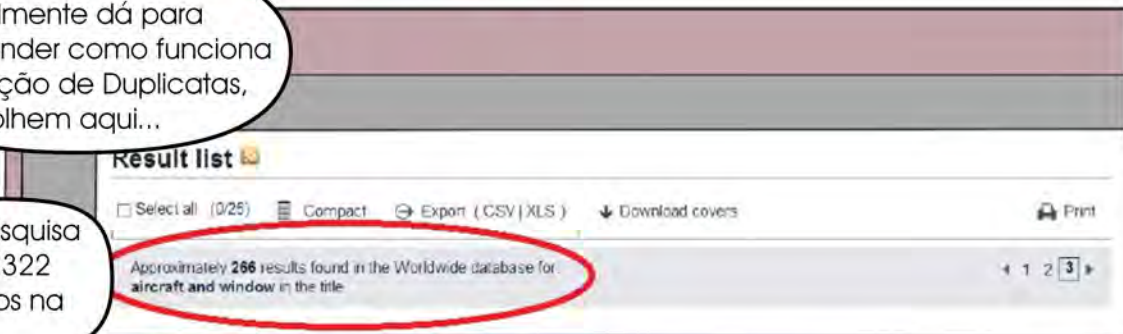 lmente dá para
nder como funciona
ção de Duplicatas,
olhem aqui...
Result list
Select all (0/25) Compact Export ( CSV | XLS ) Download covers Print
squisa
322
os na
Approximately 266 results found in the Worldwide database for
aircraft and window in the title
1 2 3